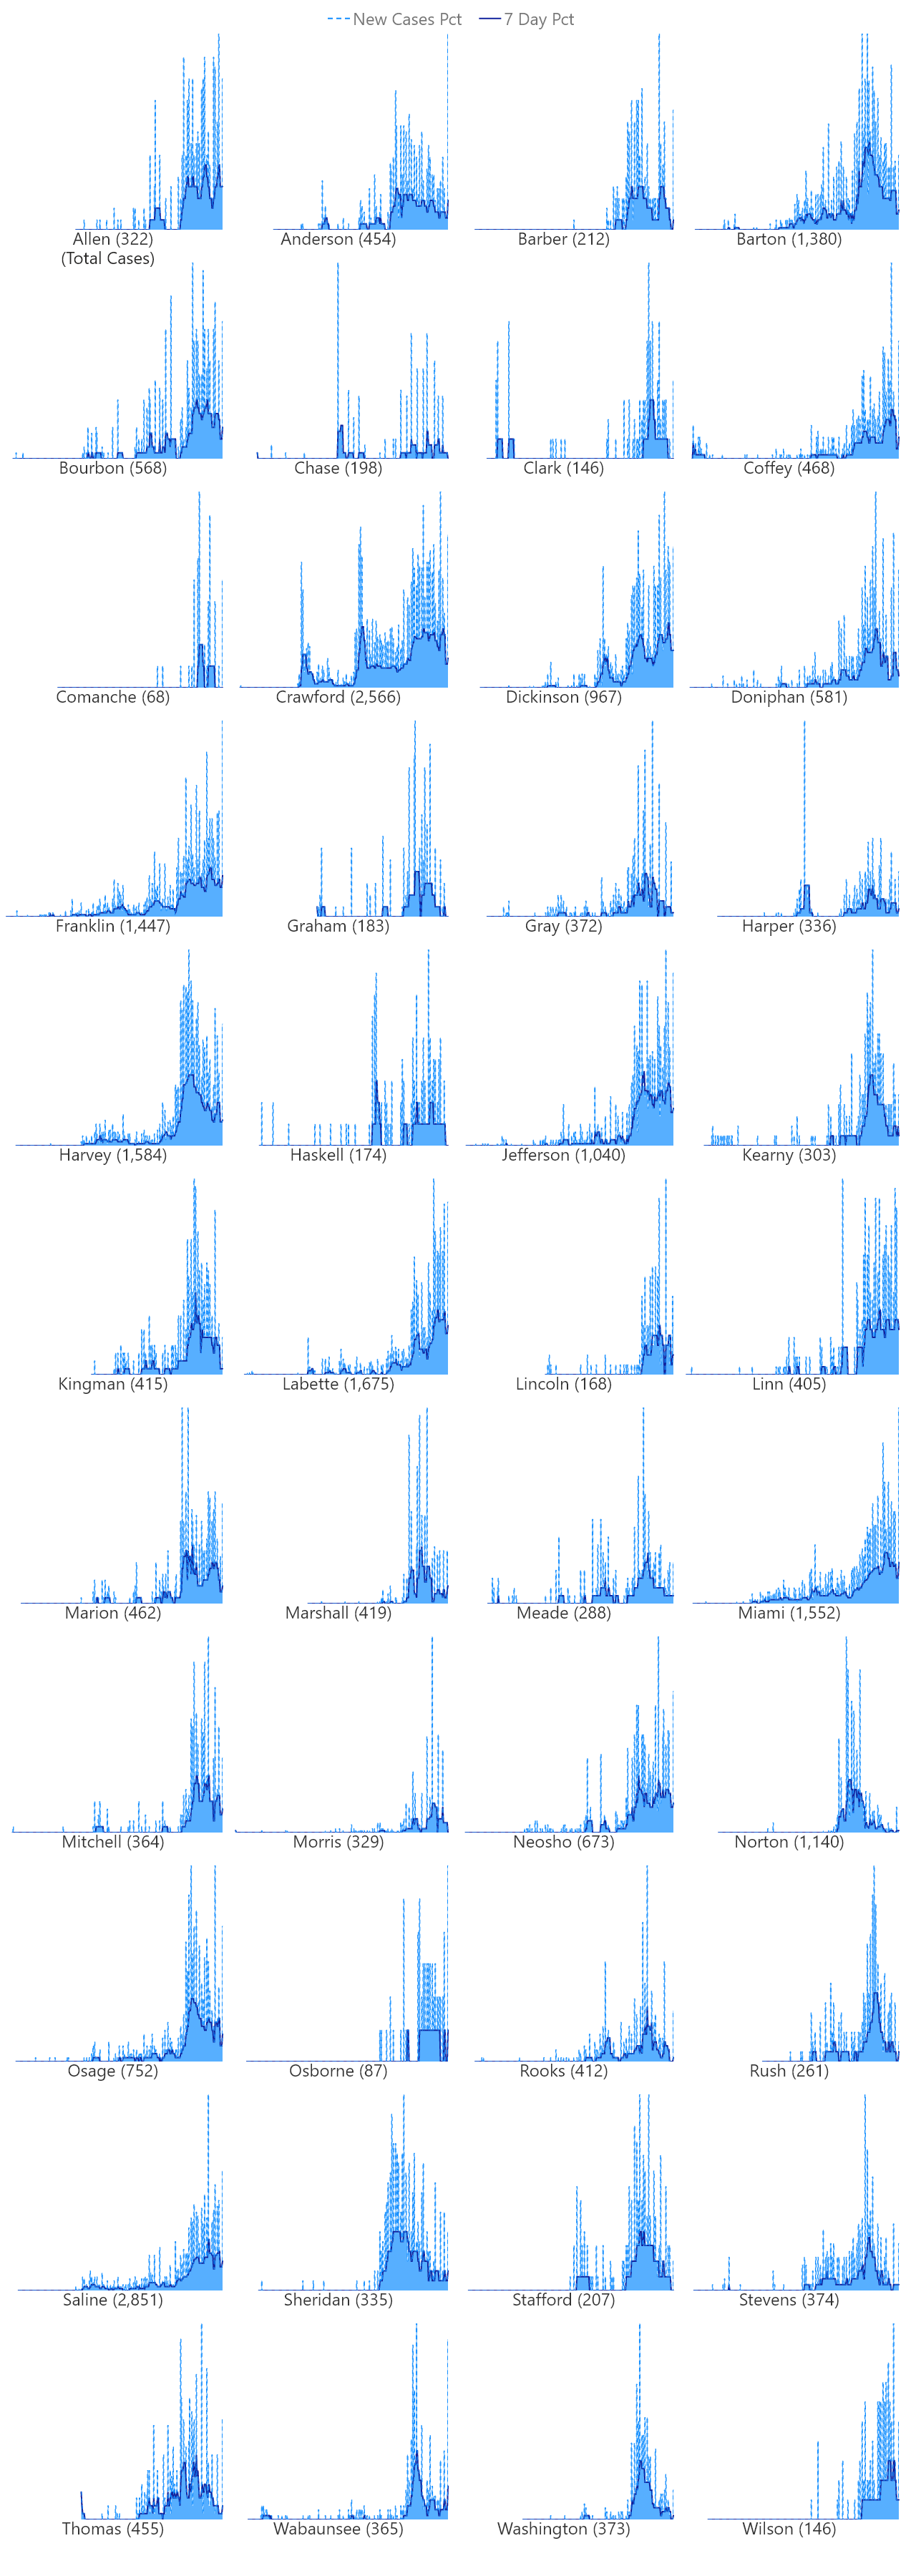 New Cases Pct 7 Day Pct
Allen (322) Anderson (454) Barber (212) Barton (1,380)
(Total Cases)
Bourbon (568) Chase (198) Clark (146) Coffey (468)
Comanche (68) Crawford (2,566) Dickinson (967) Doniphan (581)
Franklin (1,447) Graham (183) Gray (372) Harper (336)
Harvey (1,584) Haskell (174) Jefferson (1,040) Kearny (303)
Kingman (415) Labette (1,675) Lincoln (168) Linn (405)
Marion (462) Marshall (419) Meade (288) Miami (1,552)
Mitchell (364) Morris (329) Neosho (673) Norton (1,140)
Osage (752) Osborne (87) Rooks (412) Rush (261)
Saline (2,851) Sheridan (335) Stafford (207) Stevens (374)
Thomas (455) Wabaunsee (365) Washington (373) Wilson (146)